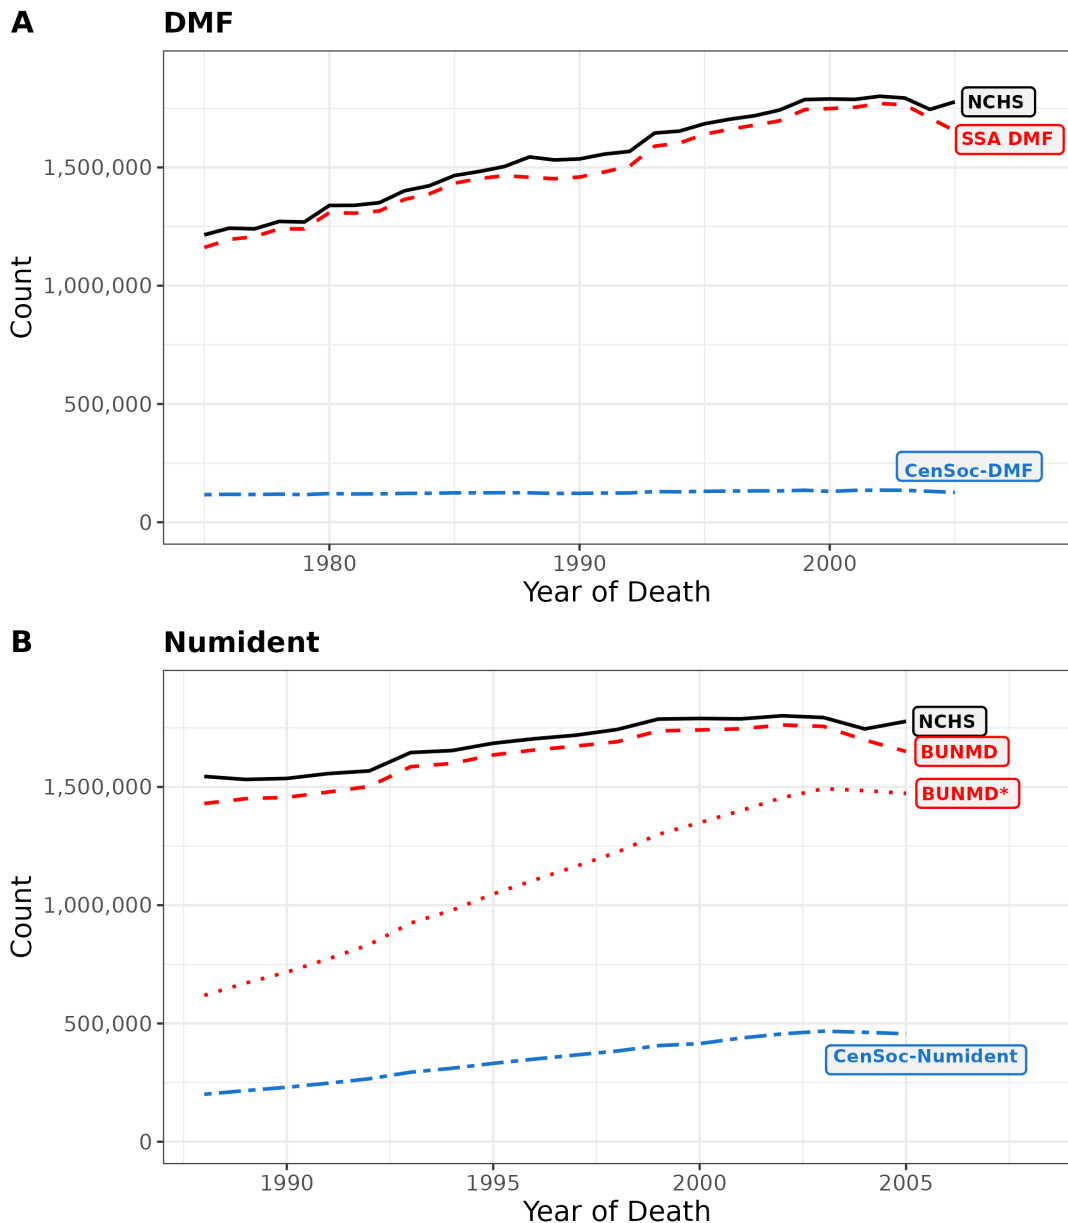 A DMF
Count
1,500,000
1,000,000
500,000
0
NCHS
SSA DMF
CenSoc-DMF
1980 1990 2000
Year of Death
B Numident
Count
1,500,000
1,000,000
500,000
0
NCHS
BUNMD
BUNMD*
CenSoc-Numident
1990 1995 2000 2005
Year of Death